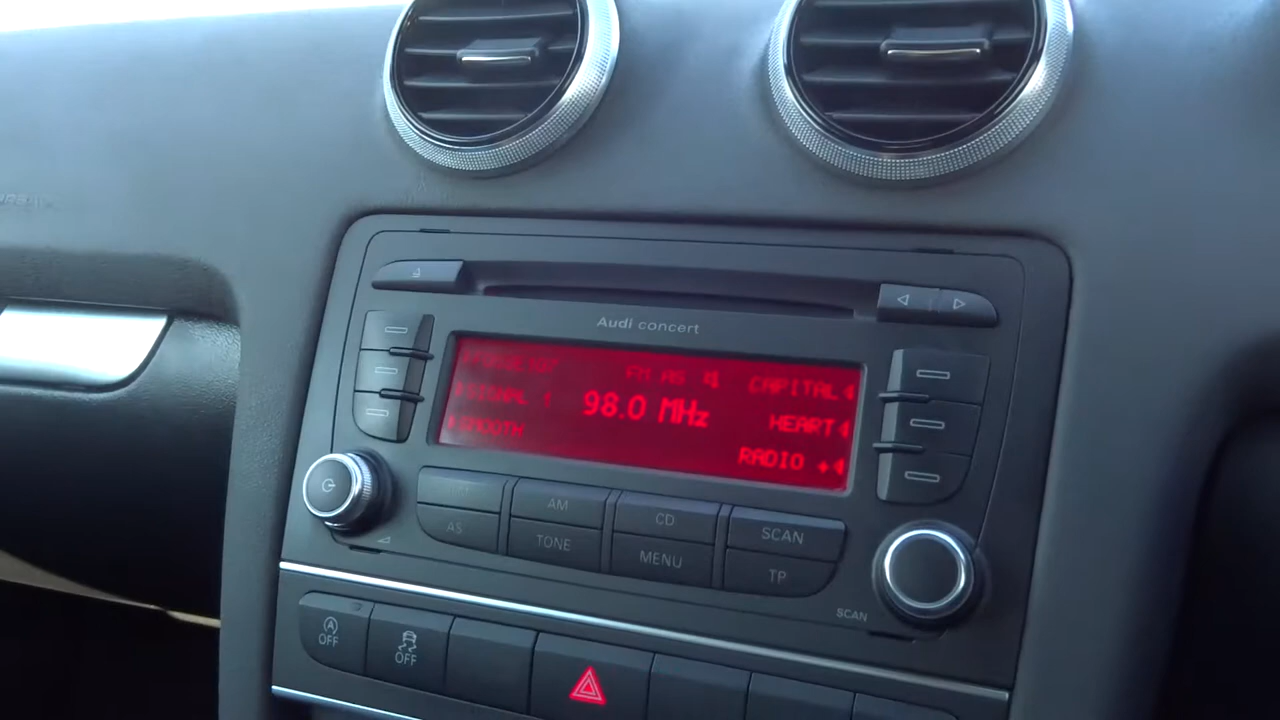 Audi concert
FM AS
CAPITAL
98.0 MHz
HEART
SMOOTH
RADIO +
AM
CD
SCAN
AS
TONE
MENU
TP
SCAN
A
OFF
OFF